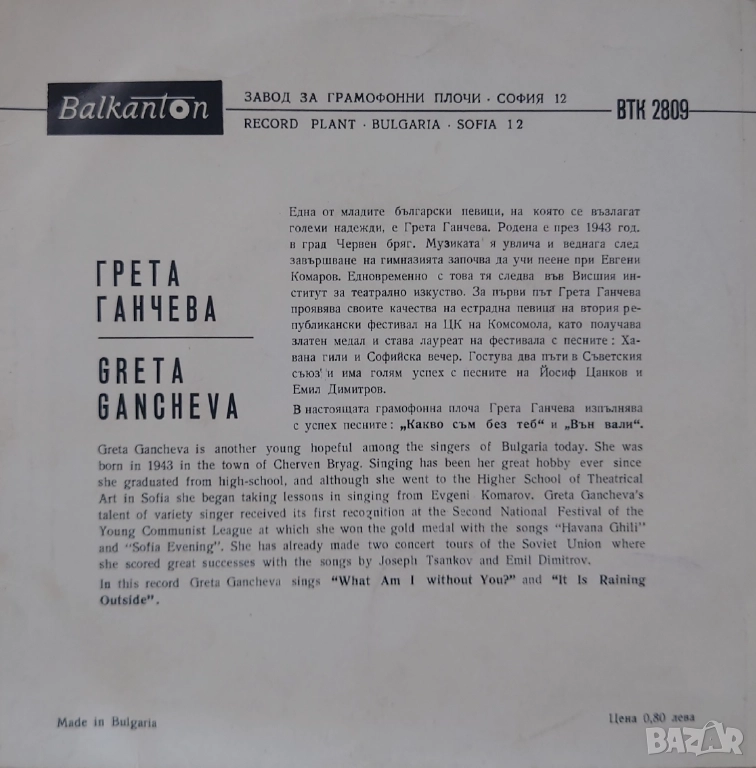 Balkanton
ЗАВОД ЗА ГРАМОФОННИ ПЛОЧИ · СОФИЯ 12
RECORD PLANT · BULGARIA · SOFIA 12
ВТК 2809
ГРЕТА
ГАНЧЕВА
GRETA
GANCHEVA
Една от младите български певици, на която се възлагат
големи надежди, е Грета Ганчева. Родена е през 1943 год.
в град Червен бряг. Музиката я увлича и веднага след
завършване на гимназията започва да учи пеене при Евгени
Комаров. Едновременно с това тя следва във Висшия ин-
ститут за театрално изкуство. За първи път Грета Ганчева
проявява своите качества на естрадна певица на втория ре-
публикански фестивал на ЦК на Комсомола, като получава
златен медал и става лауреат на фестивала с песните: Ха-
вана гили и Софийска вечер. Гостува два пъти в Съветския
съюз и има голям успех с песните на Йосиф Цанков и
Емил Димитров.
В настоящата грамофонна плоча Грета Ганчева изпълнява
с успех песните: „Какво съм без теб" и „Вън вали".
Greta Gancheva is another young hopeful among the singers of Bulgaria today. She was
born in 1943 in the town of Cherven Bryag. Singing has been her great hobby ever since
she graduated from high-school, and although she went to the Higher School of Theatrical
Art in Sofia she began taking lessons in singing from Evgeni Komarov. Greta Gancheva's
talent of variety singer received its first recognition at the Second National Festival of the
Young Communist League at which she won the gold medal with the songs "Havana Ghili"
and "Sofia Evening". She has already made two concert tours of the Soviet Union where
she scored great successes with the songs by Joseph Tsankov and Emil Dimitrov.
In this record Greta Gancheva sings "What Am I without You?" and "It Is Raining
Outside".
Made in Bulgaria
Цена 0,80 лева
BAZAR